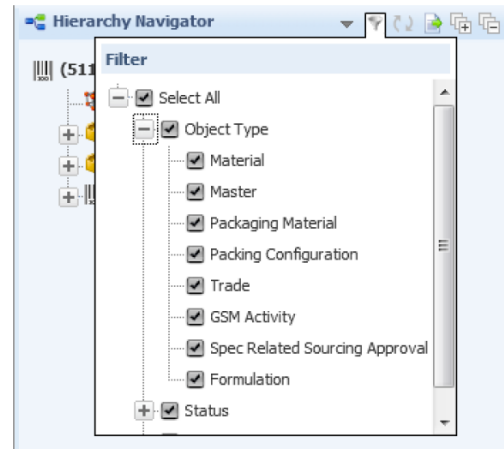 Hierarchy Navigator
(511
Filter
Select All
Object Type
Material
Master
Packaging Material
Packing Configuration
Trade
GSM Activity
Spec Related Sourcing Approval
Formulation
Status